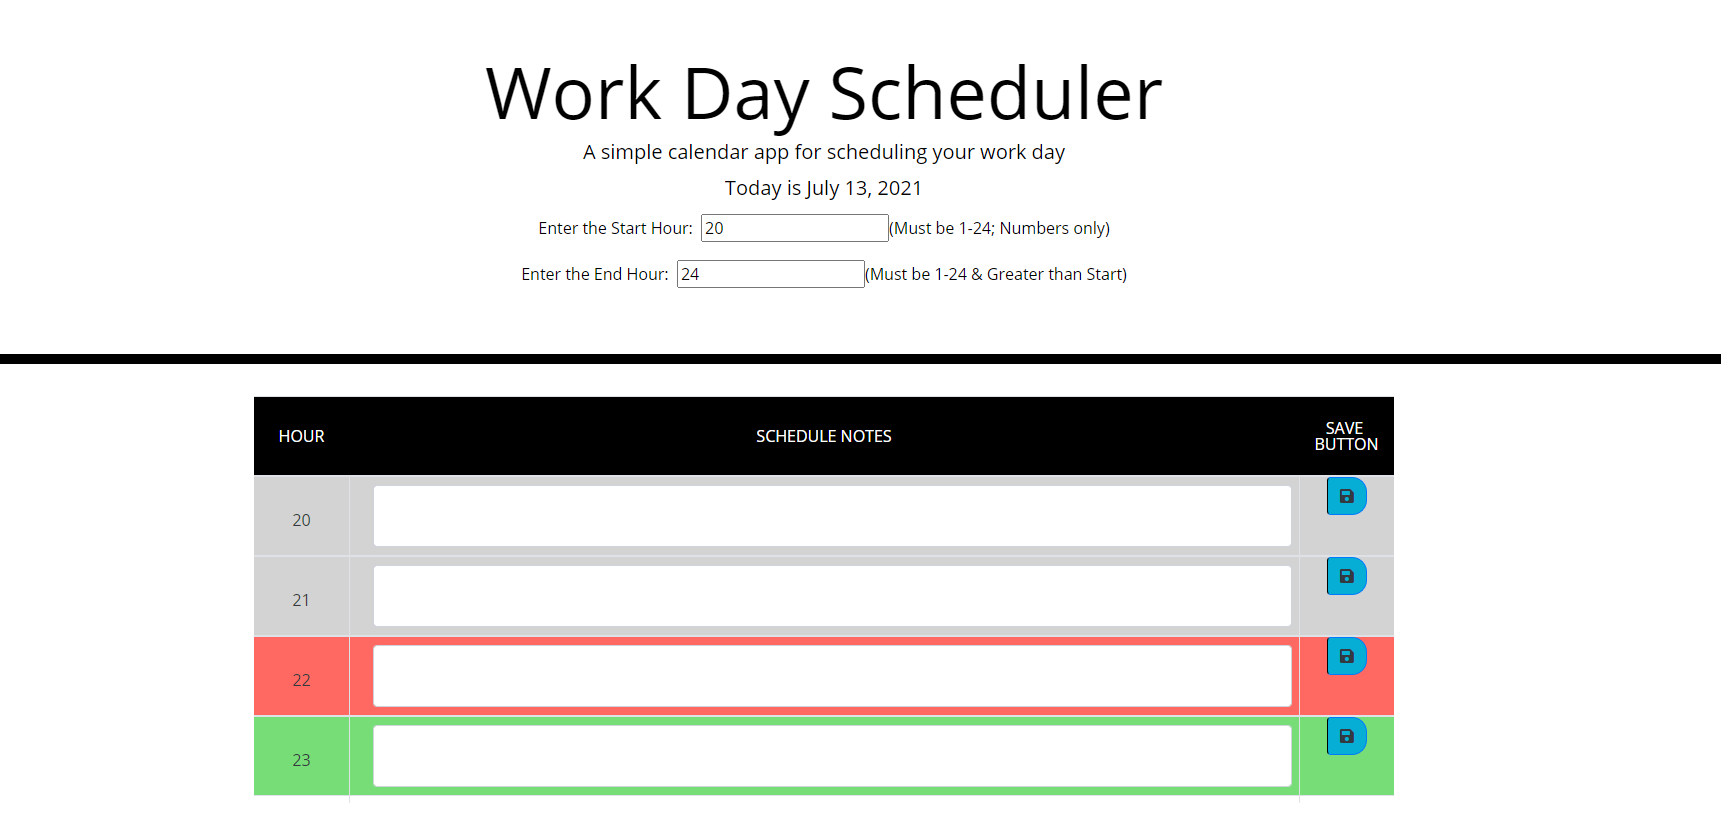 Work Day Scheduler
A simple calendar app for scheduling your work day
Today is July 13, 2021
Enter the Start Hour: 20 (Must be 1-24; Numbers only)
Enter the End Hour: 24 (Must be 1-24 & Greater than Start)
HOUR SCHEDULE NOTES SAVE BUTTON
20
21
22
23